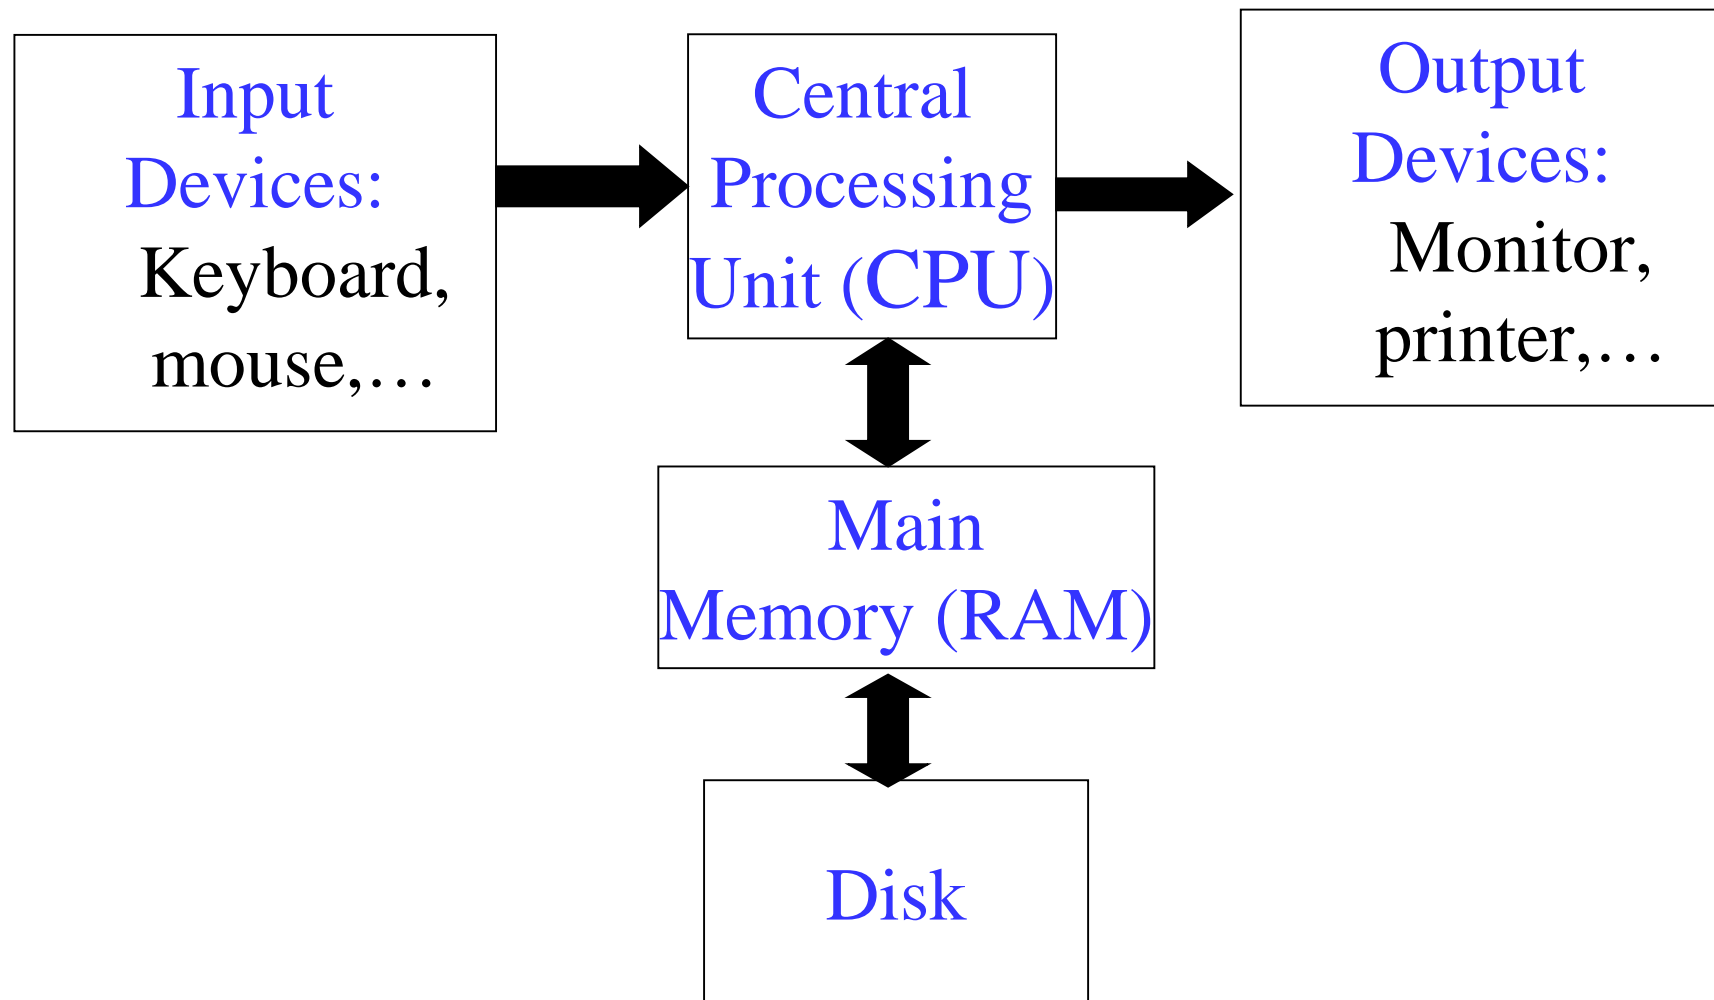 Input
Devices:
Keyboard,
mouse,…
Central
Processing
Unit (CPU)
Output
Devices:
Monitor,
printer,…
Main
Memory (RAM)
Disk